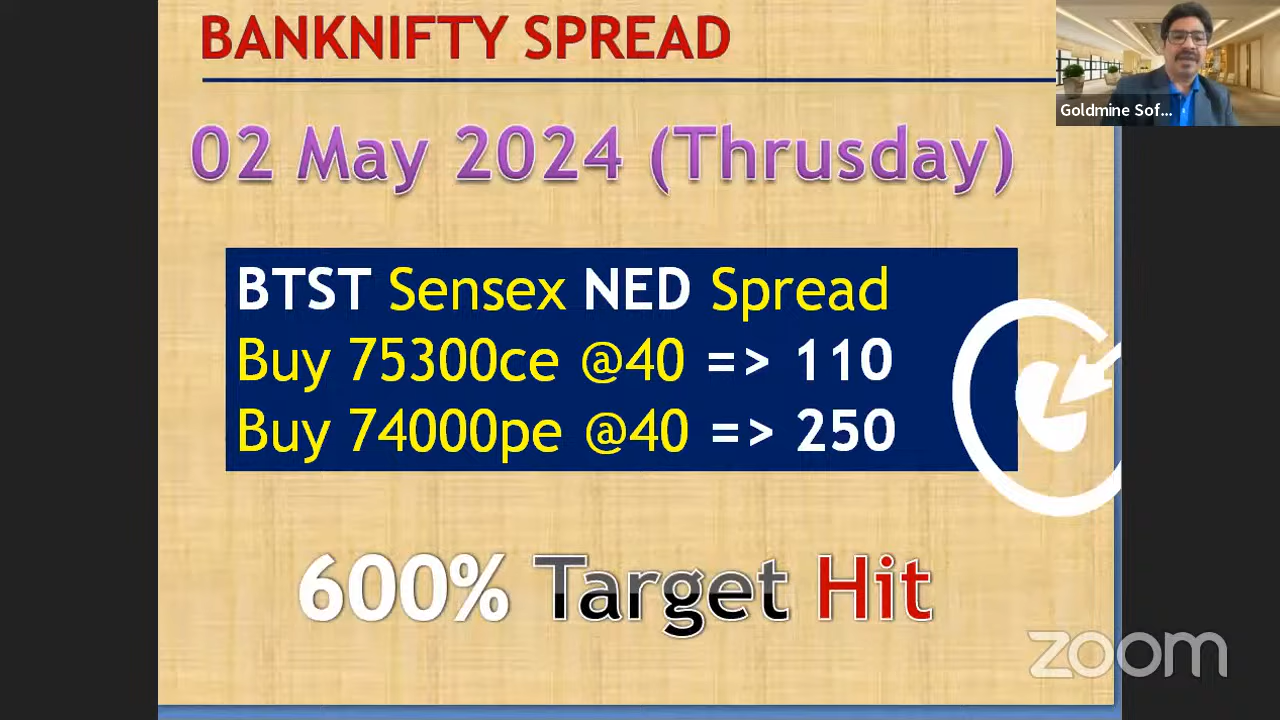 BANKNIFTY SPREAD
Goldmine Sof...
02 May 2024 (Thrusday)
BTST Sensex NED Spread
Buy 75300ce @40 => 110
Buy 74000pe @40 => 250
600% Target Hit
zoom